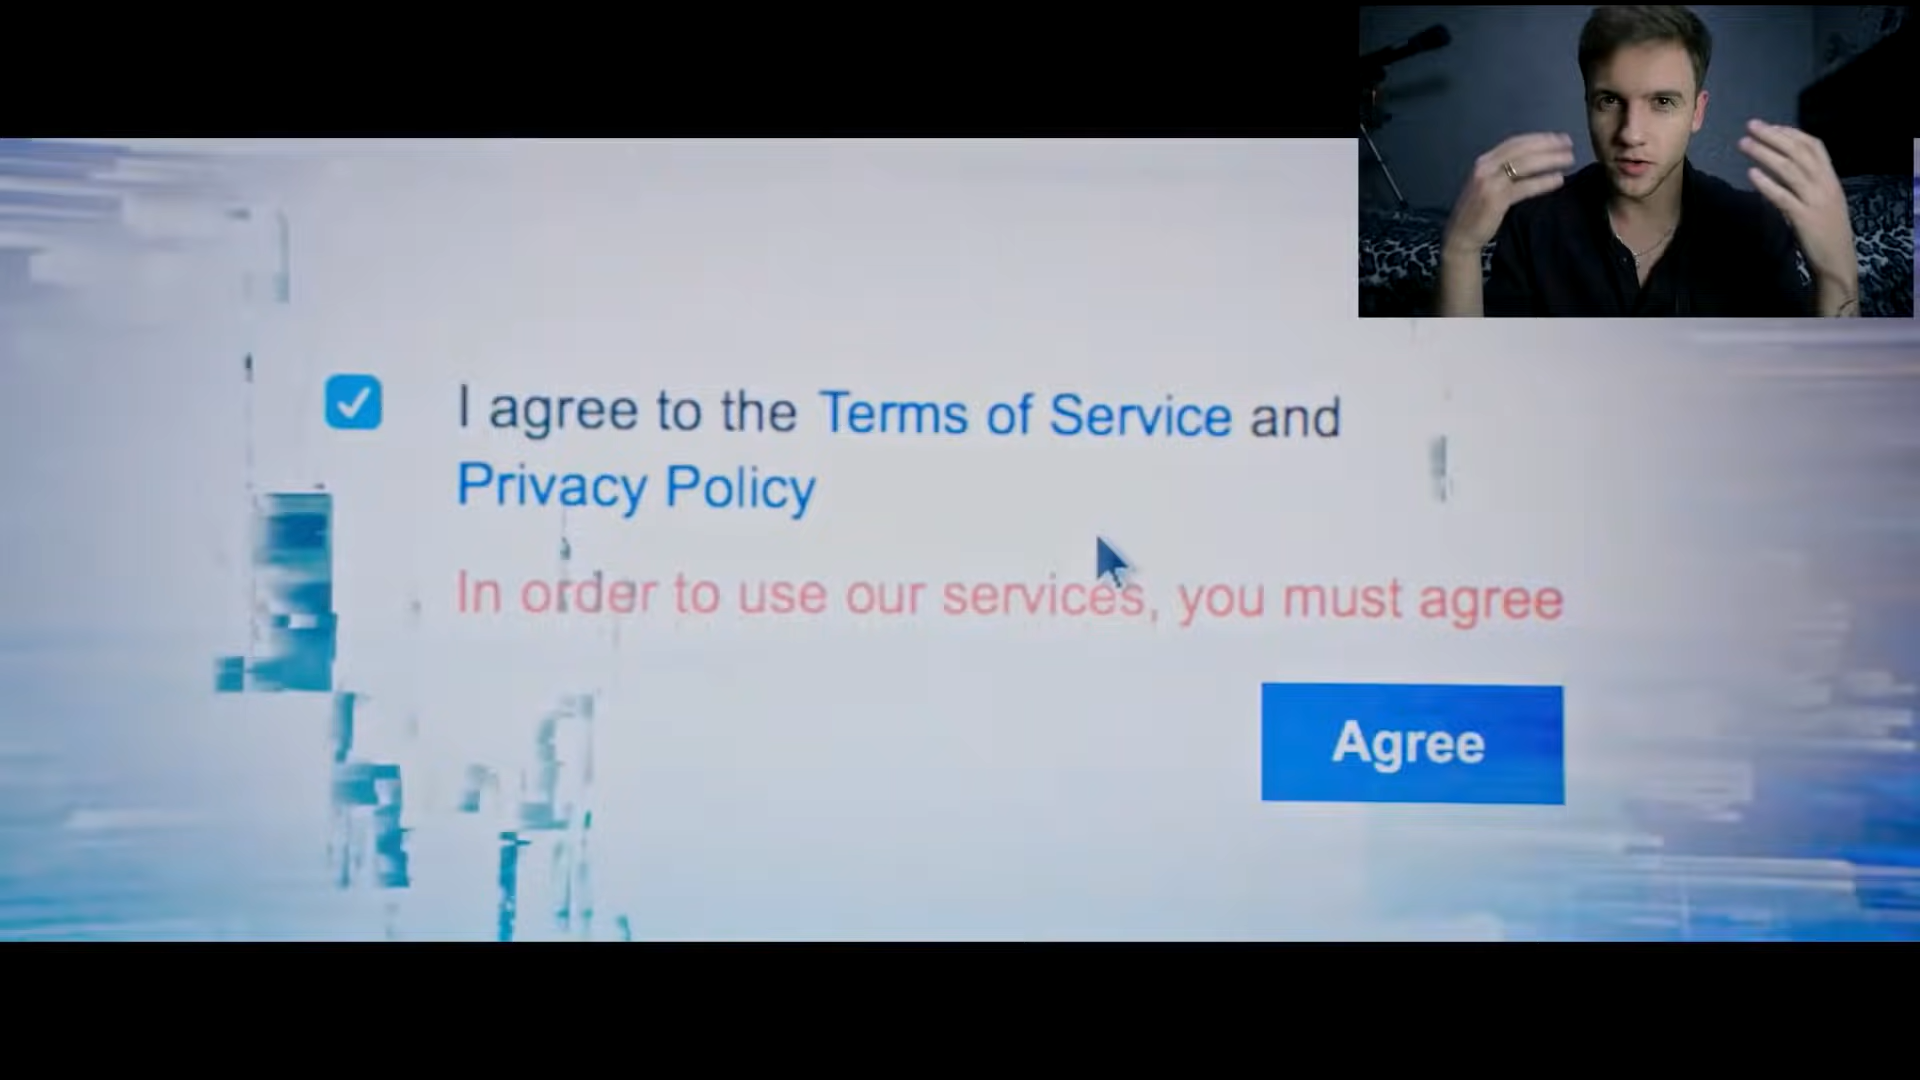 I agree to the Terms of Service and
Privacy Policy
In order to use our services, you must agree
Agree